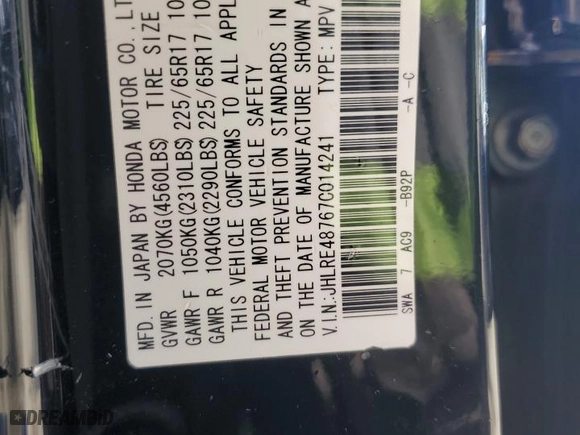 MFD. IN JAPAN BY HONDA MOTOR CO., LT
GVWR 2070KG(4560LBS) TIRE SIZE
GAWR F 1050KG(2310LBS) 225/65R17 10
GAWR R 1040KG(2290LBS) 225/65R17 10
THIS VEHICLE CONFORMS TO ALL APPL
FEDERAL MOTOR VEHICLE SAFETY
AND THEFT PREVENTION STANDARDS IN
ON THE DATE OF MANUFACTURE SHOWN A
V.I.N:JHLRE48767C014241 TYPE: MPV
SWA 7 AC9 -B92P -A -C
DREAMBID